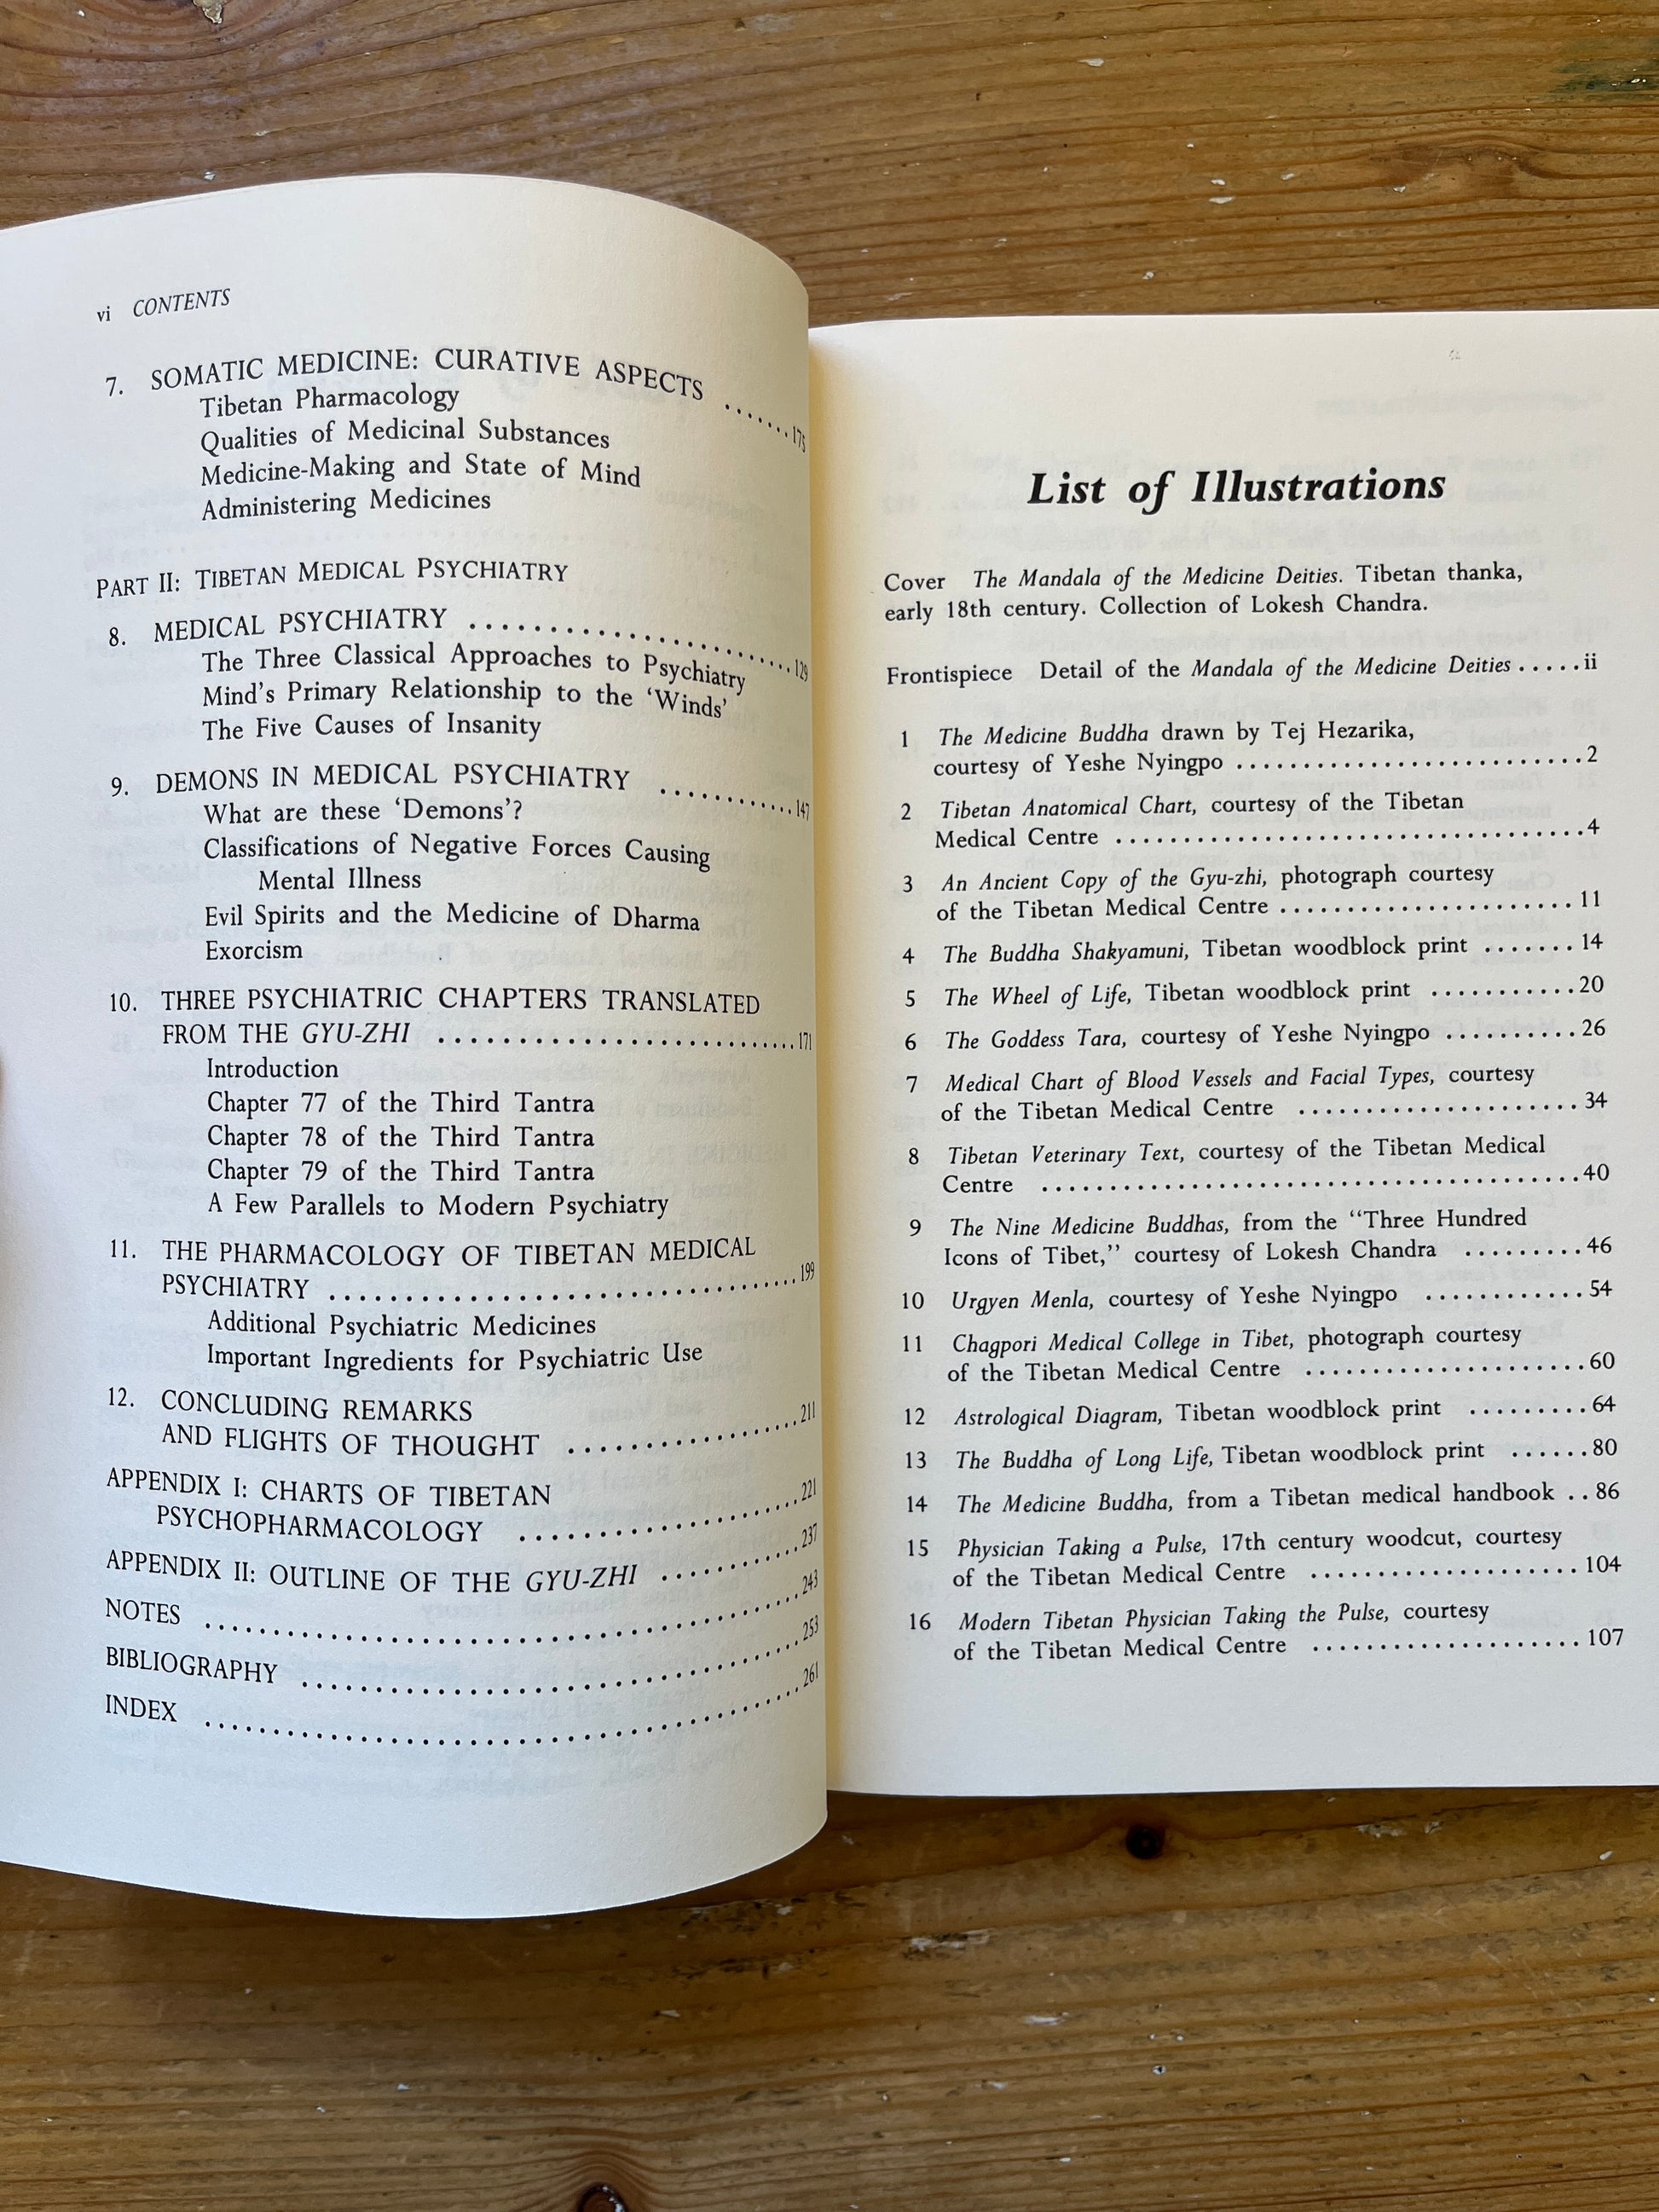 vi CONTENTS
7. SOMATIC MEDICINE: CURATIVE ASPECTS ........175
Tibetan Pharmacology
Qualities of Medicinal Substances
Medicine-Making and State of Mind
Administering Medicines
PART II: TIBETAN MEDICAL PSYCHIATRY
8. MEDICAL PSYCHIATRY ........................129
The Three Classical Approaches to Psychiatry
Mind's Primary Relationship to the 'Winds'
The Five Causes of Insanity
9. DEMONS IN MEDICAL PSYCHIATRY ............147
What are these 'Demons'?
Classifications of Negative Forces Causing
Mental Illness
Evil Spirits and the Medicine of Dharma
Exorcism
10. THREE PSYCHIATRIC CHAPTERS TRANSLATED
FROM THE GYU-ZHI ............................171
Introduction
Chapter 77 of the Third Tantra
Chapter 78 of the Third Tantra
Chapter 79 of the Third Tantra
A Few Parallels to Modern Psychiatry
11. THE PHARMACOLOGY OF TIBETAN MEDICAL
PSYCHIATRY ....................................199
Additional Psychiatric Medicines
Important Ingredients for Psychiatric Use
12. CONCLUDING REMARKS
AND FLIGHTS OF THOUGHT ..................211
APPENDIX I: CHARTS OF TIBETAN
PSYCHOPHARMACOLOGY ......................221
APPENDIX II: OUTLINE OF THE GYU-ZHI ...........237
NOTES ..............................................243
BIBLIOGRAPHY ......................................253
INDEX ..............................................261
List of Illustrations
Cover The Mandala of the Medicine Deities. Tibetan thanka,
early 18th century. Collection of Lokesh Chandra.
Frontispiece Detail of the Mandala of the Medicine Deities .....ii
1 The Medicine Buddha drawn by Tej Hezarika,
courtesy of Yeshe Nyingpo ..........................2
2 Tibetan Anatomical Chart, courtesy of the Tibetan
Medical Centre ...................................4
3 An Ancient Copy of the Gyu-zhi, photograph courtesy
of the Tibetan Medical Centre ......................11
4 The Buddha Shakyamuni, Tibetan woodblock print .......14
5 The Wheel of Life, Tibetan woodblock print ...........20
6 The Goddess Tara, courtesy of Yeshe Nyingpo ..........26
7 Medical Chart of Blood Vessels and Facial Types, courtesy
of the Tibetan Medical Centre .....................34
8 Tibetan Veterinary Text, courtesy of the Tibetan Medical
Centre ........................................40
9 The Nine Medicine Buddhas, from the "Three Hundred
Icons of Tibet," courtesy of Lokesh Chandra .........46
10 Urgyen Menla, courtesy of Yeshe Nyingpo ............54
11 Chagpori Medical College in Tibet, photograph courtesy
of the Tibetan Medical Centre .....................60
12 Astrological Diagram, Tibetan woodblock print .........64
13 The Buddha of Long Life, Tibetan woodblock print ......80
14 The Medicine Buddha, from a Tibetan medical handbook ..86
15 Physician Taking a Pulse, 17th century woodcut, courtesy
of the Tibetan Medical Centre ....................104
16 Modern Tibetan Physician Taking the Pulse, courtesy
of the Tibetan Medical Centre ....................107